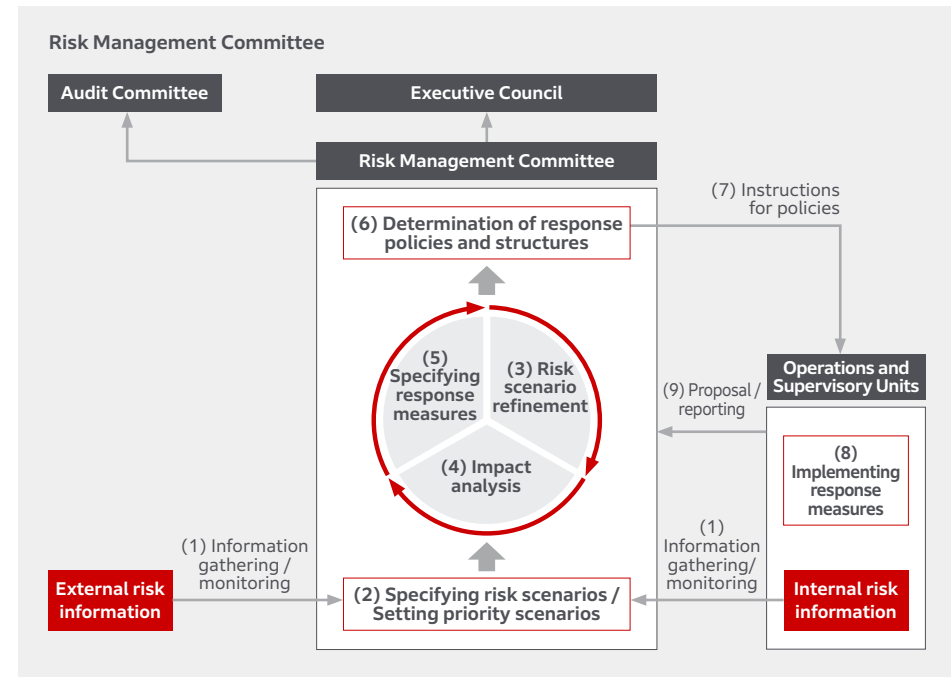 Risk Management Committee
Audit Committee
Executive Council
Risk Management Committee
(7) Instructions
for policies
(6) Determination of response
policies and structures
(5)
Specifying
response
measures
(3) Risk
scenario
refinement
(4) Impact
analysis
Operations and
Supervisory Units
(9) Proposal /
reporting
(8)
Implementing
response
measures
(1) Information
gathering /
monitoring
(1)
Information
gathering/
monitoring
External risk
information
(2) Specifying risk scenarios /
Setting priority scenarios
Internal risk
information